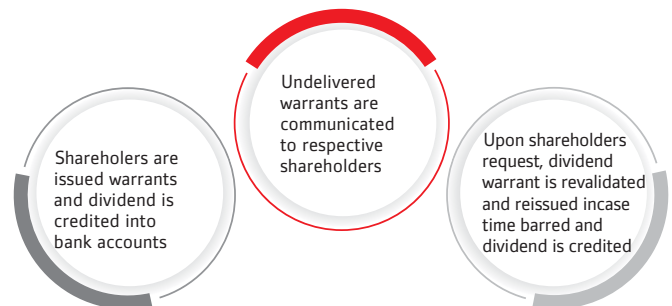 Shareholers are
issued warrants
and dividend is
credited into
bank accounts
Undelivered
warrants are
communicated
to respective
shareholders
Upon shareholders
request, dividend
warrant is revalidated
and reissued incase
time barred and
dividend is credited